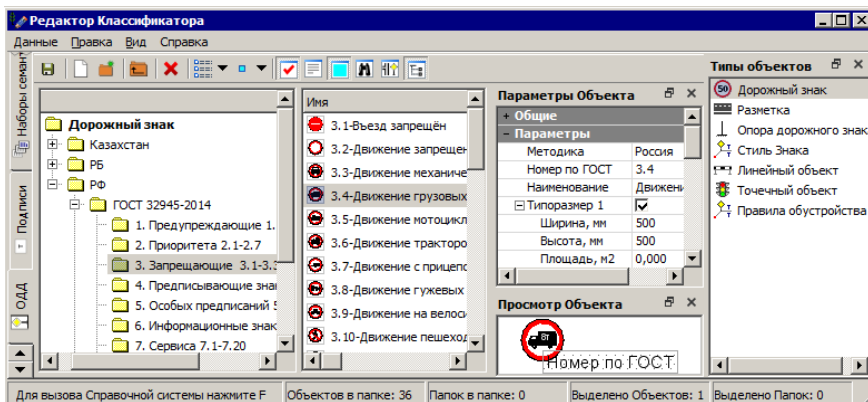 Редактор Классификатора
Данные Правка Вид Справка
Наборы семант
Подписи
ОДД
Дорожный знак
Казахстан
РБ
РФ
ГОСТ 32945-2014
1. Предупреждающие 1.
2. Приоритета 2.1-2.7
3. Запрещающие 3.1-3.3
4. Предписывающие зна
5. Особых предписаний 5
6. Информационные знак
7. Сервиса 7.1-7.20
Имя
3.1-Въезд запрещён
3.2-Движение запрещен
3.3-Движение механиче
3.4-Движение грузовых
3.5-Движение мотоцикл
3.6-Движение тракторо
3.7-Движение с прицепо
3.8-Движение гужевых
3.9-Движение на велоси
3.10-Движение пешеход
Параметры Объекта
+ Общие
- Параметры
Методика Россия
Номер по ГОСТ 3.4
Наименование Движени
Типоразмер 1
Ширина, мм 500
Высота, мм 500
Площадь, м2 0,000
Просмотр Объекта
Вт
Номер по ГОСТ
Типы объектов
50 Дорожный знак
Разметка
Опора дорожного знак
Стиль Знака
Линейный объект
Точечный объект
Правила обустройства
Для вызова Справочной системы нажмите F
Объектов в папке: 36
Папок в папке: 0
Выделено Объектов: 1
Выделено Папок: 0